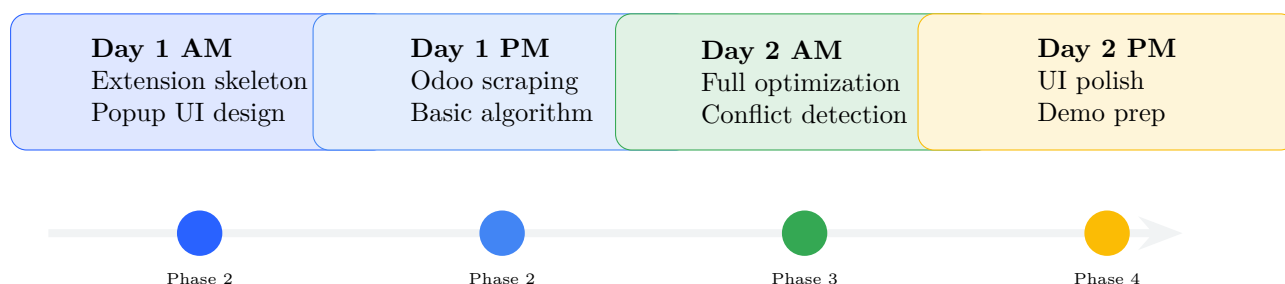 Day 1 AM
Extension skeleton
Popup UI design
Day 1 PM
Odoo scraping
Basic algorithm
Day 2 AM
Full optimization
Conflict detection
Day 2 PM
UI polish
Demo prep
Phase 2
Phase 2
Phase 3
Phase 4